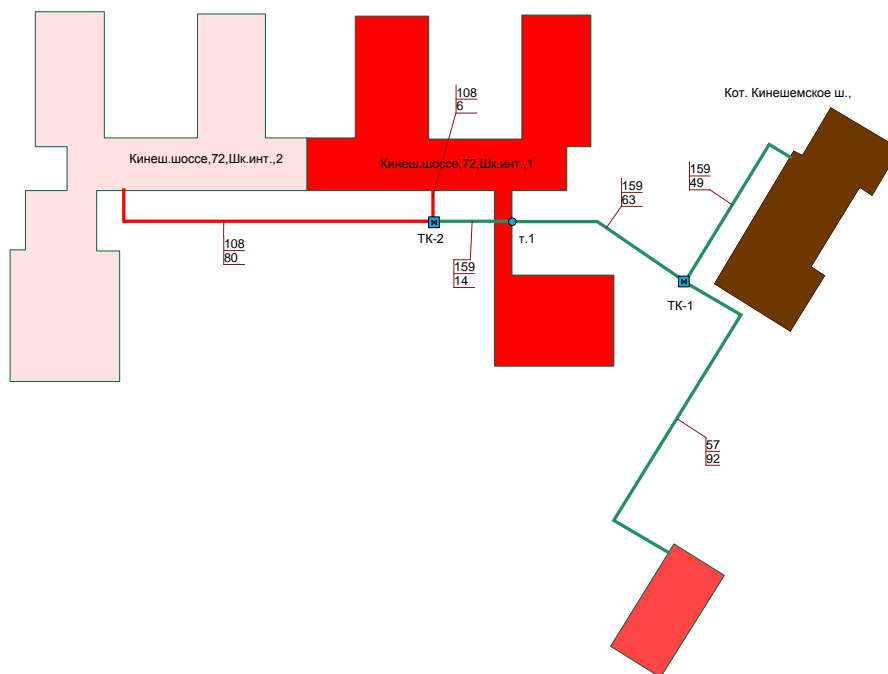 Кот. Кинешемское ш.,
108
6
Кинеш.шоссе,72,Шк.инт.,2
Кинеш.шоссе,72,Шк.инт.,1
159
49
159
63
ТК-2
т.1
108
80
159
14
ТК-1
57
92